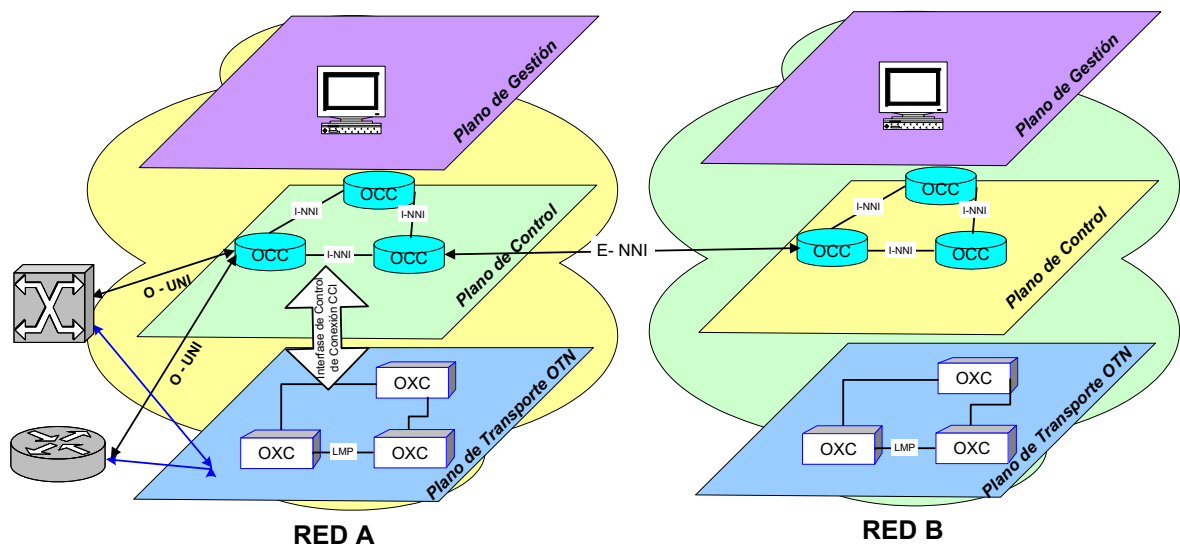 Plano de Gestión
OCC
I-NNI
I-NNI
OCC
I-NNI
OCC
Plano de Control
O - UNI
O - UNI
Interfase de Control
de Conexión CCI
OXC
OXC
LMP
OXC
Plano de Transporte OTN
RED A
E- NNI
Plano de Gestión
OCC
I-NNI
I-NNI
OCC
I-NNI
OCC
Plano de Control
OXC
OXC
LMP
OXC
Plano de Transporte OTN
RED B